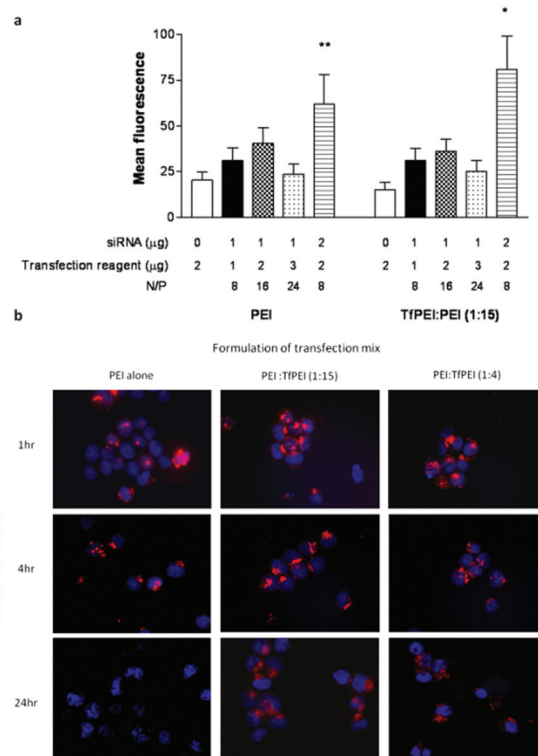 a
**
*
100
75
50
25
0
Mean fluorescence
siRNA (µg) 0 1 1 1 2 0 1 1 1 2
Transfection reagent (µg) 2 1 2 3 2 2 1 2 3 2
N/P 8 16 24 8 8 16 24 8
PEI TfPEI:PEI (1:15)
b
Formulation of transfection mix
PEI alone PEI :TfPEI (1:15) PEI:TfPEI (1:4)
1hr
4hr
24hr